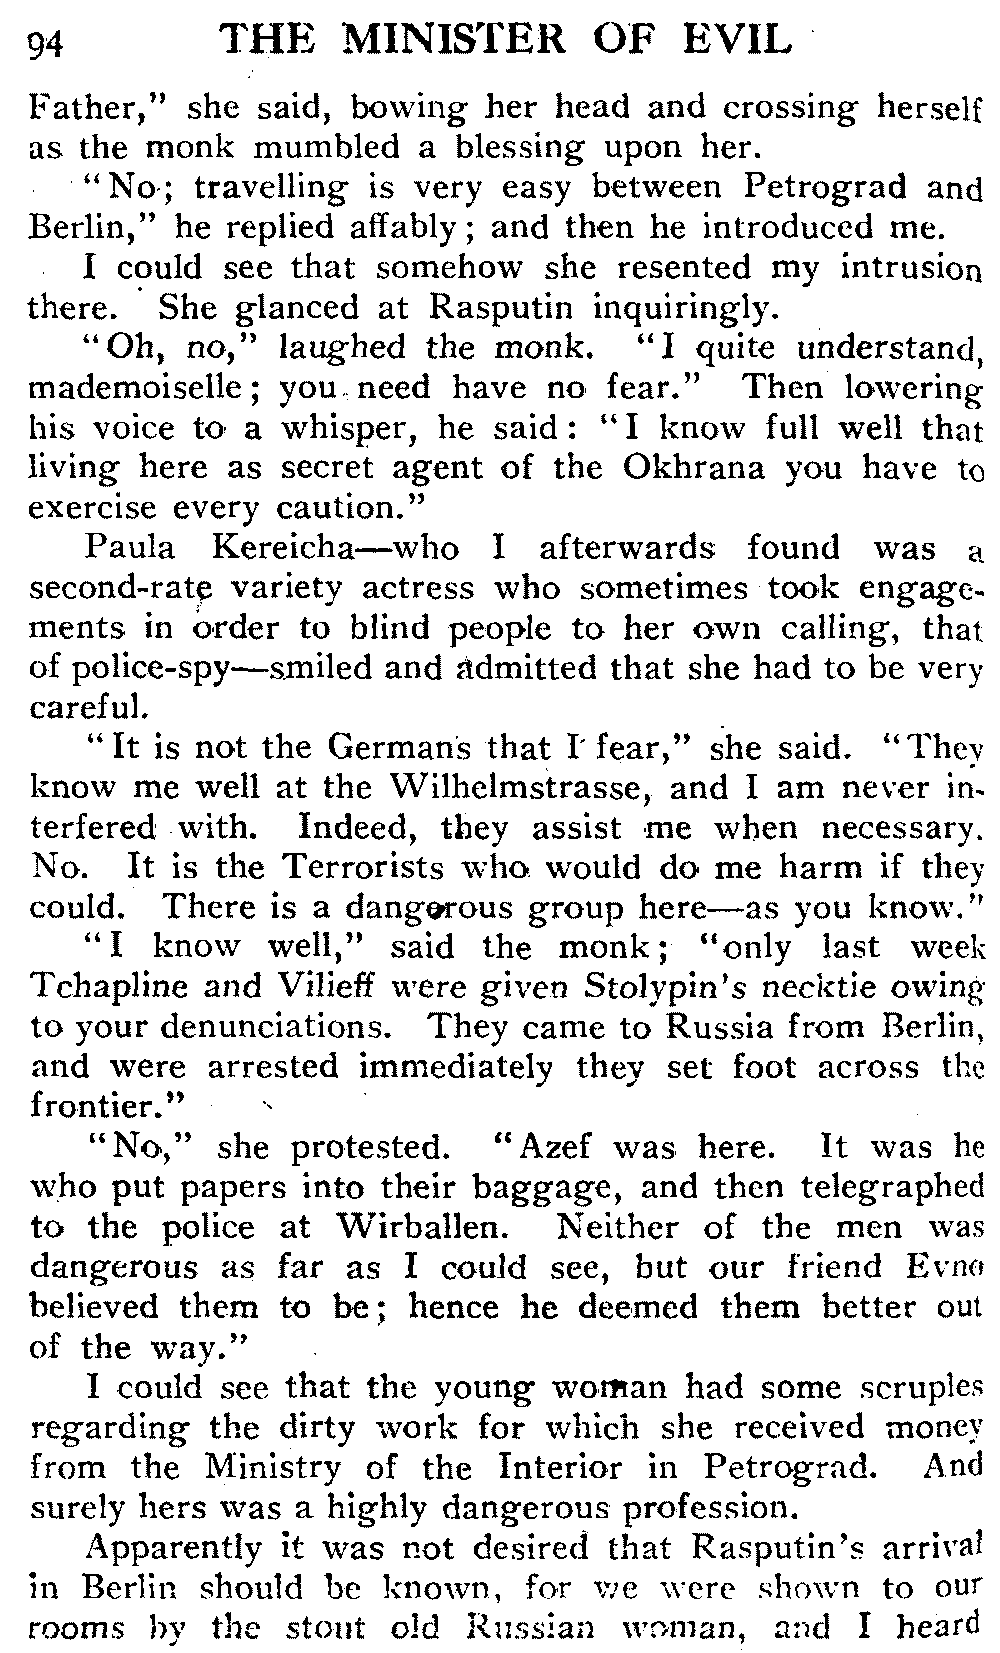 94 THE MINISTER OF EVIL
Father," she said, bowing her head and crossing herself
as the monk mumbled a blessing upon her.
"No; travelling is very easy between Petrograd and
Berlin," he replied affably; and then he introduced me.
I could see that somehow she resented my intrusion
there. She glanced at Rasputin inquiringly.
"Oh, no," laughed the monk. "I quite understand,
mademoiselle; you need have no fear." Then lowering
his voice to a whisper, he said: "I know full well that
living here as secret agent of the Okhrana you have to
exercise every caution."
Paula Kereicha—who I afterwards found was a
second-rate variety actress who sometimes took engage-
ments in order to blind people to her own calling, that
of police-spy—smiled and admitted that she had to be very
careful.
"It is not the Germans that I fear," she said. "They
know me well at the Wilhelmstrasse, and I am never in-
terfered with. Indeed, they assist me when necessary.
No. It is the Terrorists who would do me harm if they
could. There is a dangerous group here—as you know."
"I know well," said the monk; "only last week
Tchapline and Vilieff were given Stolypin's necktie owing
to your denunciations. They came to Russia from Berlin,
and were arrested immediately they set foot across the
frontier."
"No," she protested. "Azef was here. It was he
who put papers into their baggage, and then telegraphed
to the police at Wirballen. Neither of the men was
dangerous as far as I could see, but our friend Evno
believed them to be; hence he deemed them better out
of the way."
I could see that the young woman had some scruples
regarding the dirty work for which she received money
from the Ministry of the Interior in Petrograd. And
surely hers was a highly dangerous profession.
Apparently it was not desired that Rasputin's arrival
in Berlin should be known, for we were shown to our
rooms by the stout old Russian woman, and I heard